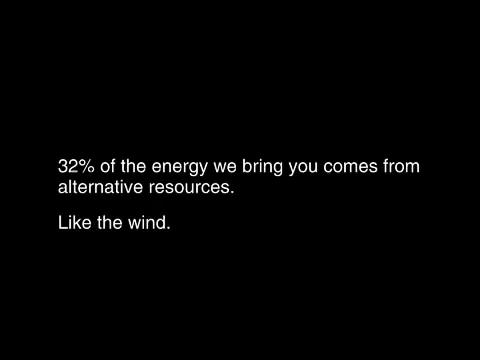 32% of the energy we bring you comes from
alternative resources.
Like the wind.